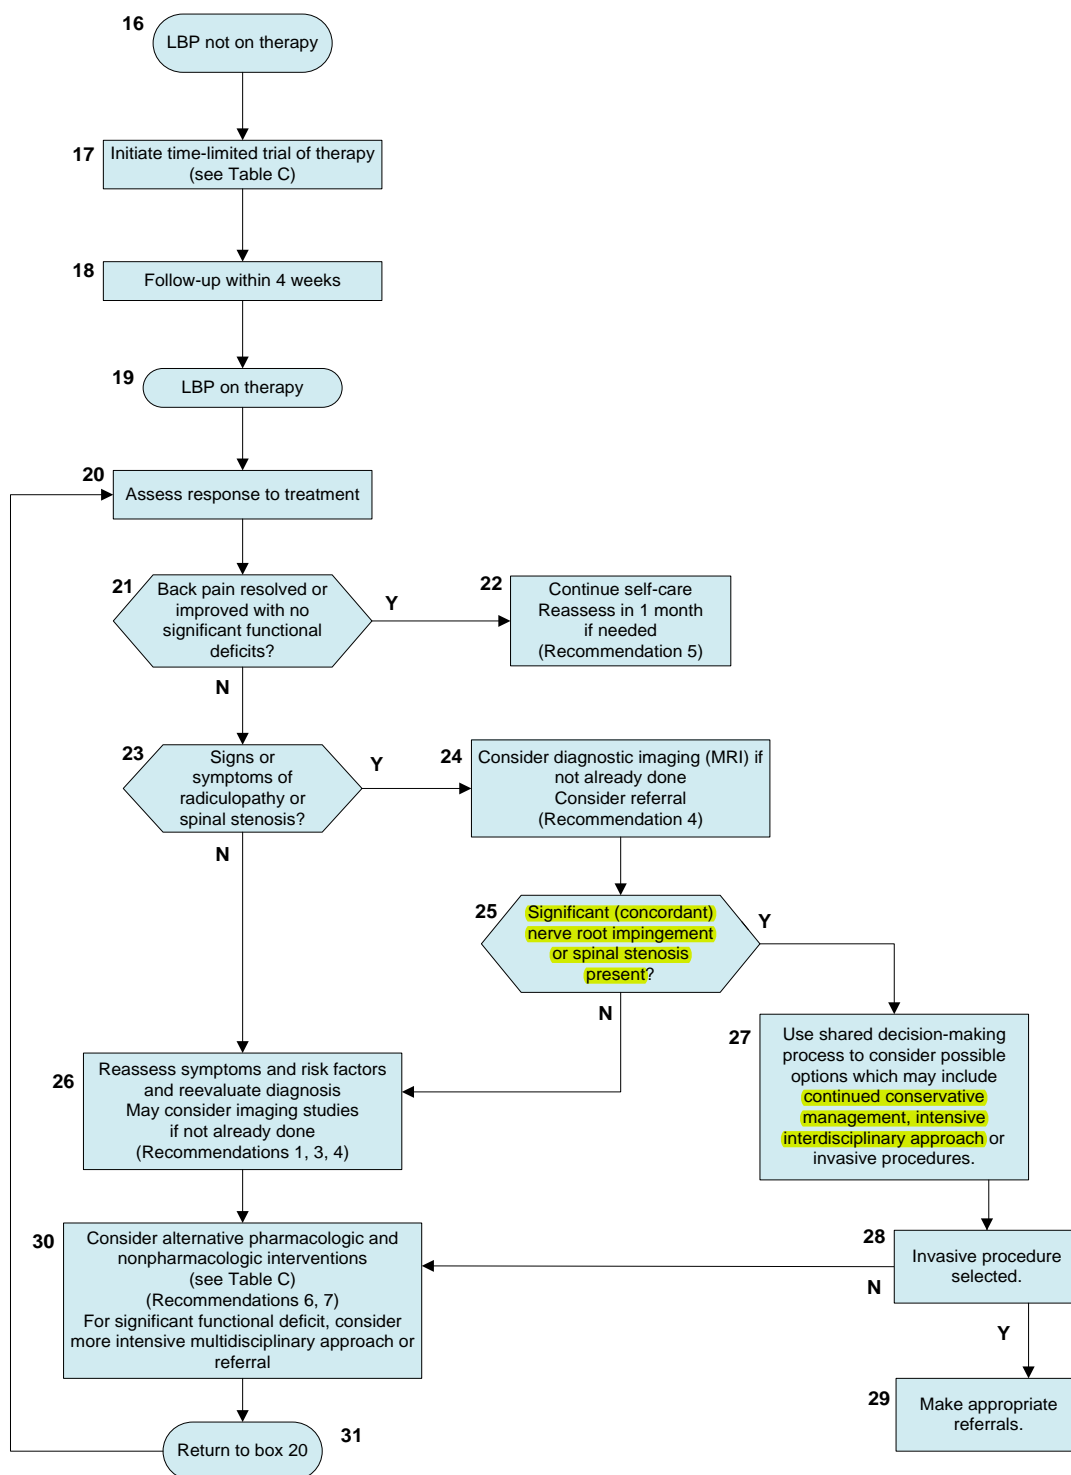 16
LBP not on therapy
17
Initiate time-limited trial of therapy
(see Table C)
18
Follow-up within 4 weeks
19
LBP on therapy
20
Assess response to treatment
21
Back pain resolved or
improved with no
significant functional
deficits?
Y
N
22
Continue self-care
Reassess in 1 month
if needed
(Recommendation 5)
23
Signs or
symptoms of
radiculopathy or
spinal stenosis?
Y
N
24
Consider diagnostic imaging (MRI) if
not already done
Consider referral
(Recommendation 4)
25
Significant (concordant)
nerve root impingement
or spinal stenosis
present?
Y
N
26
Reassess symptoms and risk factors
and reevaluate diagnosis
May consider imaging studies
if not already done
(Recommendations 1, 3, 4)
27
Use shared decision-making
process to consider possible
options which may include
continued conservative
management, intensive
interdisciplinary approach or
invasive procedures.
28
Invasive procedure
selected.
N
Y
29
Make appropriate
referrals.
30
Consider alternative pharmacologic and
nonpharmacologic interventions
(see Table C)
(Recommendations 6, 7)
For significant functional deficit, consider
more intensive multidisciplinary approach or
referral
31
Return to box 20